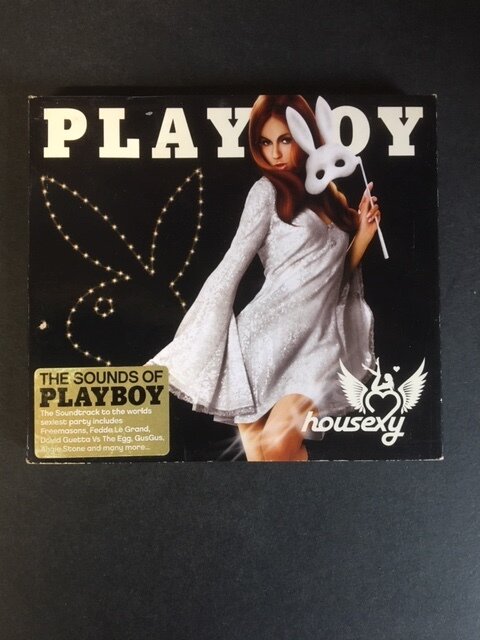 PLAYBOY
THE SOUNDS OF
PLAYBOY
The Soundtrack to the worlds
sexiest party includes
Freemasons, Fedde Le Grand,
David Guetta Vs The Egg, GusGus,
Angie Stone and many more...
housexy